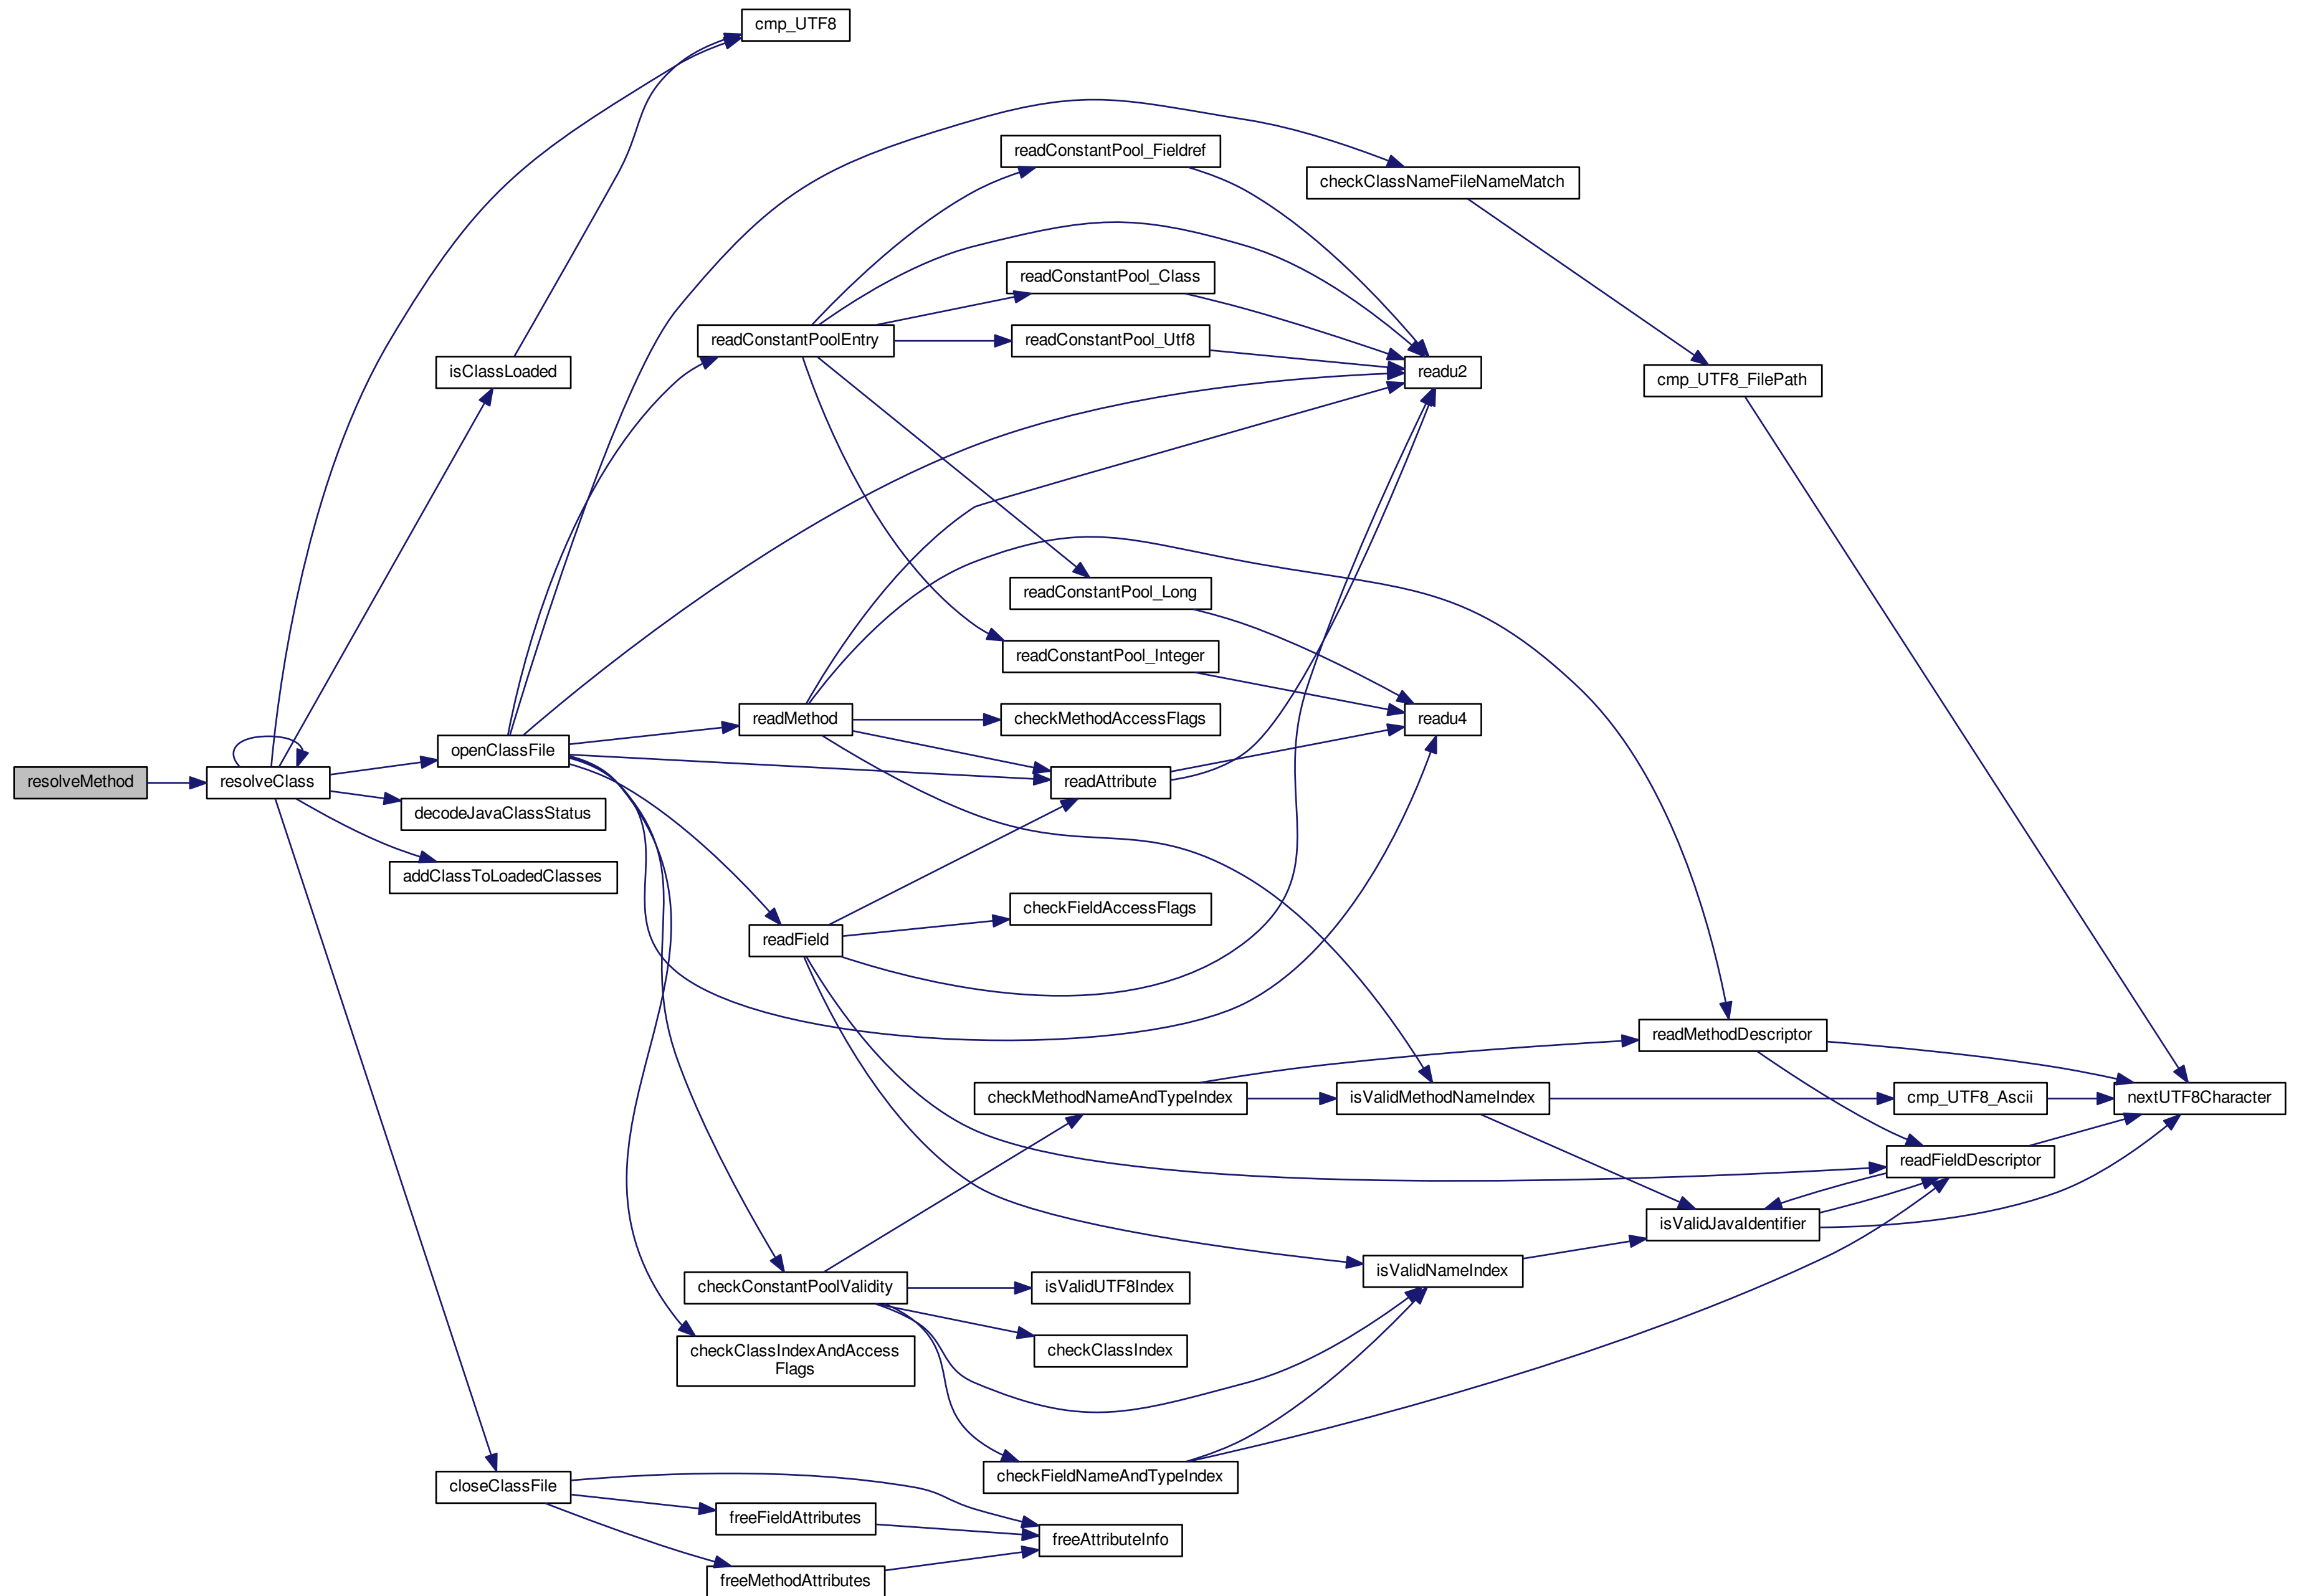 cmp_UTF8
readConstantPool_Fieldref
checkClassNameFileNameMatch
readConstantPool_Class
readConstantPoolEntry
readConstantPool_Utf8
isClassLoaded
readu2
cmp_UTF8_FilePath
readConstantPool_Long
readConstantPool_Integer
readMethod
checkMethodAccessFlags
readu4
openClassFile
resolveMethod
resolveClass
readAttribute
decodeJavaClassStatus
addClassToLoadedClasses
checkFieldAccessFlags
readField
readMethodDescriptor
checkMethodNameAndTypeIndex
isValidMethodNameIndex
cmp_UTF8_Ascii
nextUTF8Character
readFieldDescriptor
isValidJavaIdentifier
isValidNameIndex
checkConstantPoolValidity
isValidUTF8Index
checkClassIndexAndAccess
Flags
checkClassIndex
checkFieldNameAndTypeIndex
closeClassFile
freeFieldAttributes
freeAttributeInfo
freeMethodAttributes